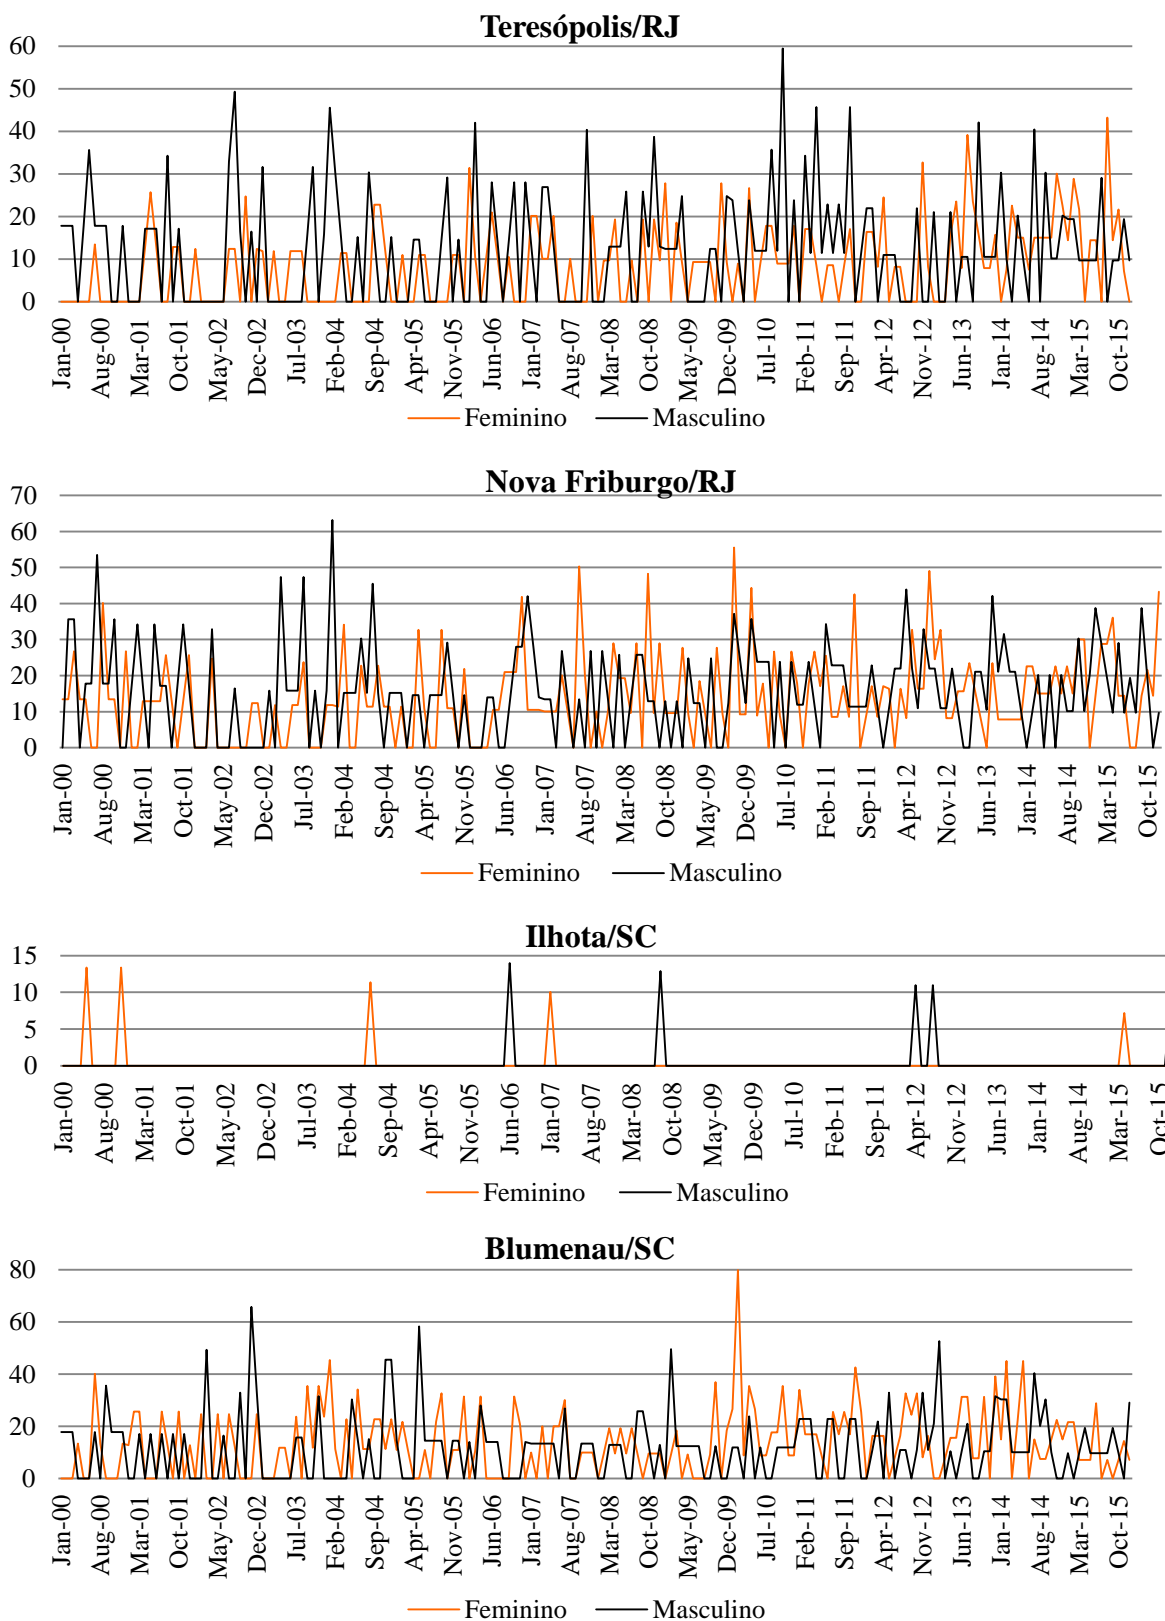 Teresópolis/RJ
60
50
40
30
20
10
0
Jan-00 Aug-00 Mar-01 Oct-01 May-02 Dec-02 Jul-03 Feb-04 Sep-04 Apr-05 Nov-05 Jun-06 Jan-07 Aug-07 Mar-08 Oct-08 May-09 Dec-09 Jul-10 Feb-11 Sep-11 Apr-12 Nov-12 Jun-13 Jan-14 Aug-14 Mar-15 Oct-15
Feminino Masculino
Nova Friburgo/RJ
70
60
50
40
30
20
10
0
Jan-00 Aug-00 Mar-01 Oct-01 May-02 Dec-02 Jul-03 Feb-04 Sep-04 Apr-05 Nov-05 Jun-06 Jan-07 Aug-07 Mar-08 Oct-08 May-09 Dec-09 Jul-10 Feb-11 Sep-11 Apr-12 Nov-12 Jun-13 Jan-14 Aug-14 Mar-15 Oct-15
Feminino Masculino
Ilhota/SC
15
10
5
0
Jan-00 Aug-00 Mar-01 Oct-01 May-02 Dec-02 Jul-03 Feb-04 Sep-04 Apr-05 Nov-05 Jun-06 Jan-07 Aug-07 Mar-08 Oct-08 May-09 Dec-09 Jul-10 Feb-11 Sep-11 Apr-12 Nov-12 Jun-13 Jan-14 Aug-14 Mar-15 Oct-15
Feminino Masculino
Blumenau/SC
80
60
40
20
0
Jan-00 Aug-00 Mar-01 Oct-01 May-02 Dec-02 Jul-03 Feb-04 Sep-04 Apr-05 Nov-05 Jun-06 Jan-07 Aug-07 Mar-08 Oct-08 May-09 Dec-09 Jul-10 Feb-11 Sep-11 Apr-12 Nov-12 Jun-13 Jan-14 Aug-14 Mar-15 Oct-15
Feminino Masculino